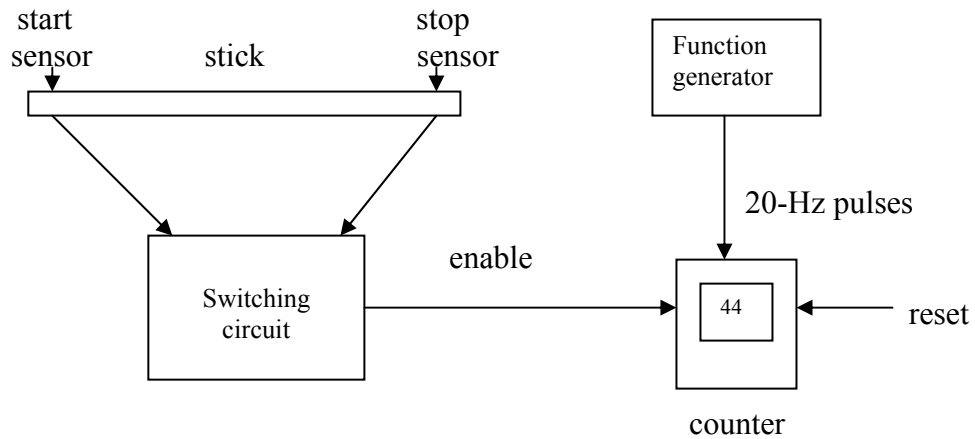 start
sensor
stick
stop
sensor
Function
generator
20-Hz pulses
enable
Switching
circuit
44
reset
counter